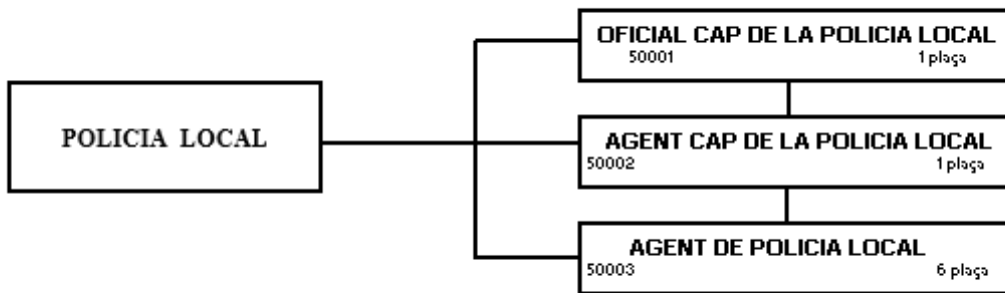 POLICIA LOCAL
OFICIAL CAP DE LA POLICIA LOCAL
50001 1 plaça
AGENT CAP DE LA POLICIA LOCAL
50002 1 plaça
AGENT DE POLICIA LOCAL
50003 6 plaça